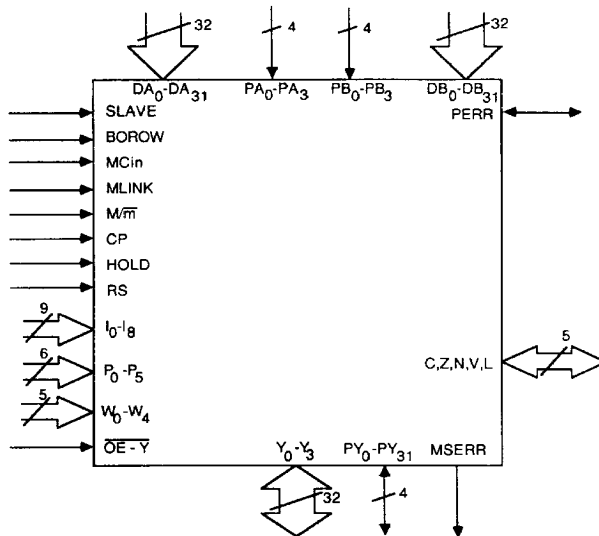 32 4 4 32
DA₀-DA₃₁ PA₀-PA₃ PB₀-PB₃ DB₀-DB₃₁
SLAVE PERR
BOROW
MCin
MLINK
M/m̅
CP
HOLD
RS
9 I₀-I₈
6 P₀-P₅
C,Z,N,V,L 5
5 W₀-W₄
O̅E̅ ̅-̅ ̅Y̅ Y₀-Y₃ PY₀-PY₃₁ MSERR
32 4